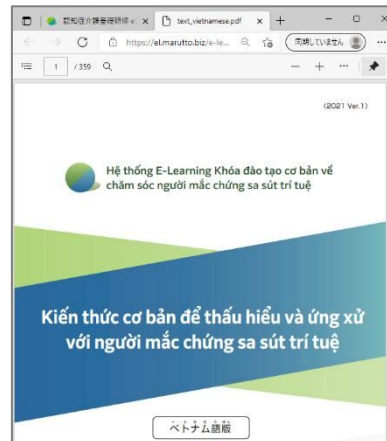 認知症介護基礎研修 e
text_vietnamese.pdf
https://el.marutto.biz/e-le...
同期していません
1 / 359
(2021 Ver.1)
Hệ thống E-Learning Khóa đào tạo cơ bản về
chăm sóc người mắc chứng sa sút trí tuệ
Kiến thức cơ bản để thấu hiểu và ứng xử
với người mắc chứng sa sút trí tuệ
ベトナム語版